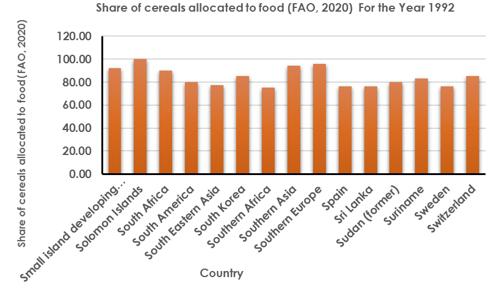 Share of cereals allocated to food (FAO, 2020)  For the Year 1992
Share of cereals allocated to  food (FAO, 2020)
120.00
100.00
80.00
60.00
40.00
20.00
0.00
Small island developing...
Solomon Islands
South Africa
South America
South Eastern Asia
South Korea
Southern Africa
Southern Asia
Southern Europe
Spain
Sri Lanka
Sudan (former)
Suriname
Sweden
Switzerland
Country